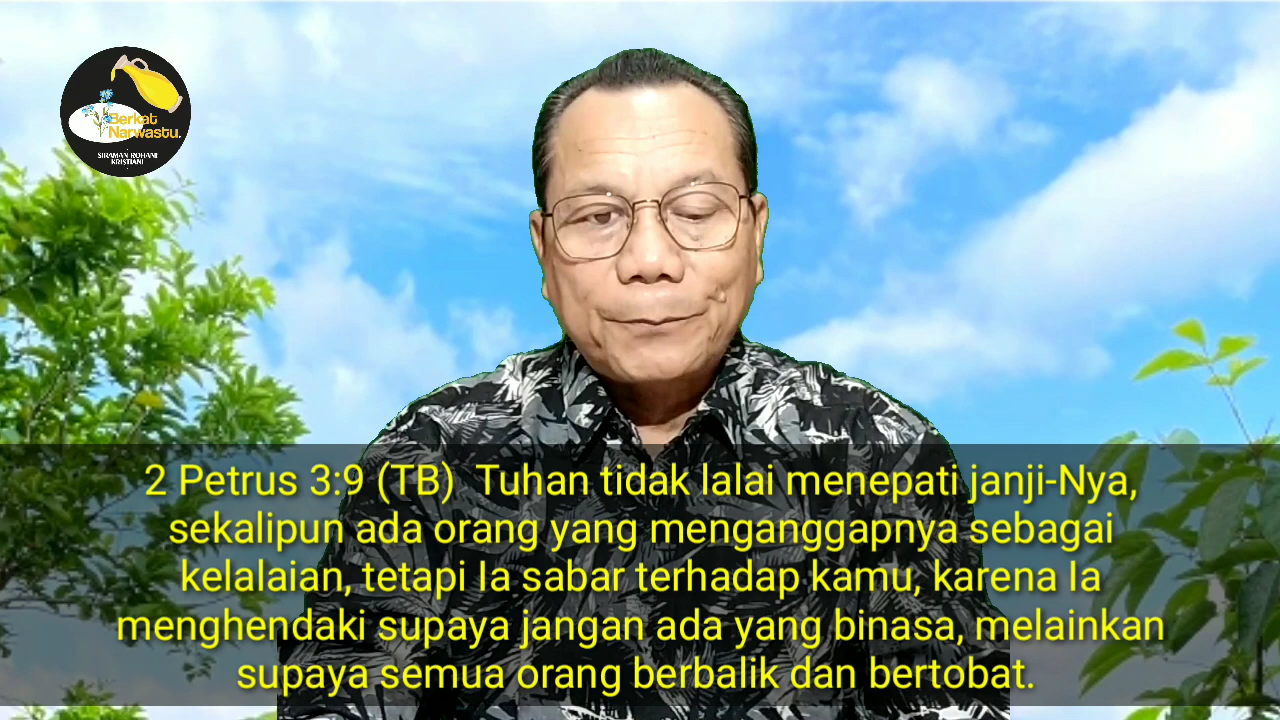 Berkat
Narwastu.
SIRAMAN ROHANI
KRISTIANI
2 Petrus 3:9 (TB)  Tuhan tidak lalai menepati janji-Nya,
sekalipun ada orang yang menganggapnya sebagai
kelalaian, tetapi Ia sabar terhadap kamu, karena Ia
menghendaki supaya jangan ada yang binasa, melainkan
supaya semua orang berbalik dan bertobat.